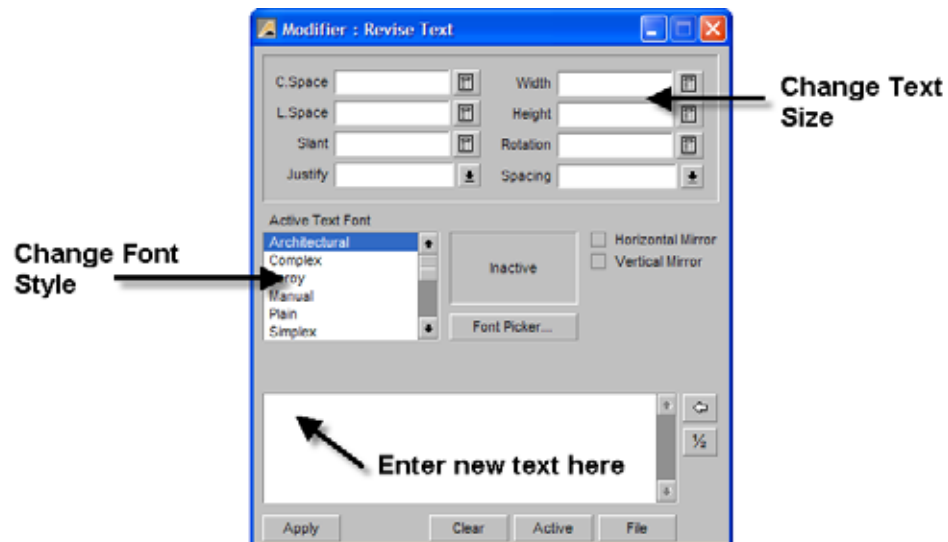 Modifier : Revise Text
C.Space
Width
L.Space
Height
Slant
Rotation
Justify
Spacing
Change Text
Size
Active Text Font
Architectural
Complex
Manual
Plain
Simplex
Inactive
Font Picker...
Horizontal Mirror
Vertical Mirror
Change Font
Style
½
Enter new text here
Apply
Clear
Active
File